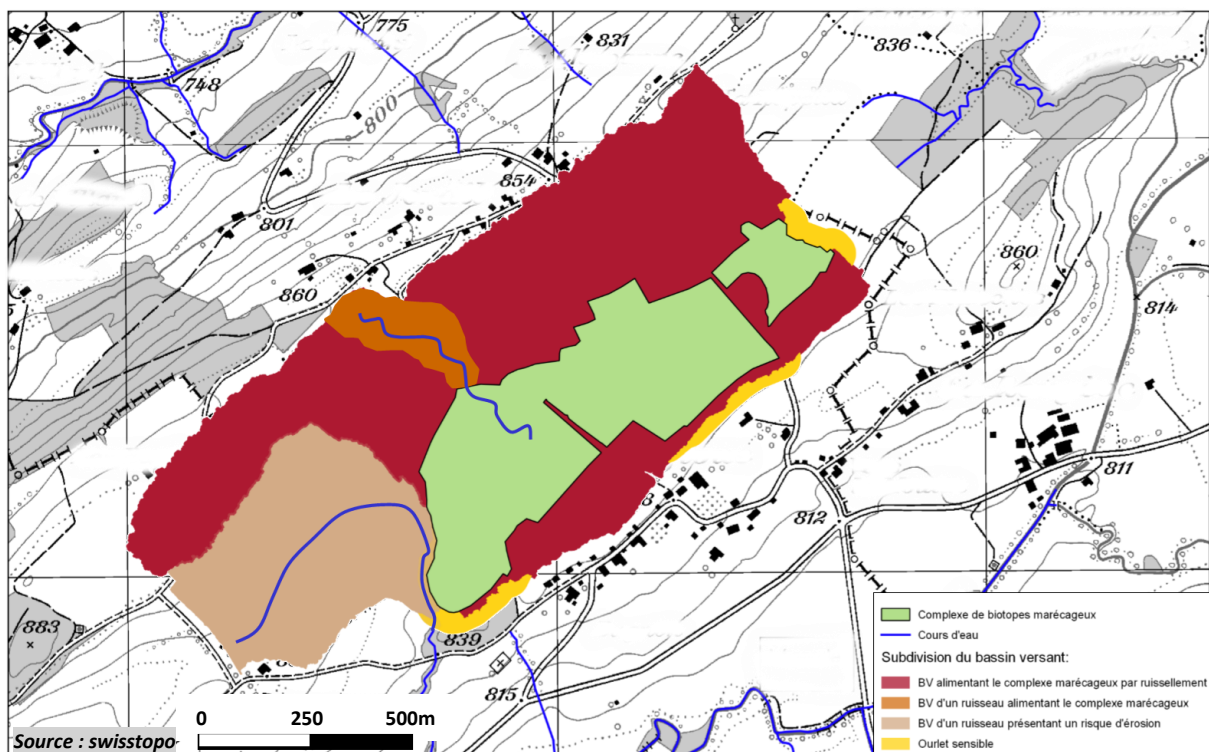 775
831
836
748
800
854
801
860
860
814
811
812
839
883
815
0 250 500m
Source : swisstopo
Complexe de biotopes marécageux
Cours d'eau
Subdivision du bassin versant:
BV alimentant le complexe marécageux par ruissellement
BV d'un ruisseau alimentant le complexe marécageux
BV d'un ruisseau présentant un risque d'érosion
Ourlet sensible